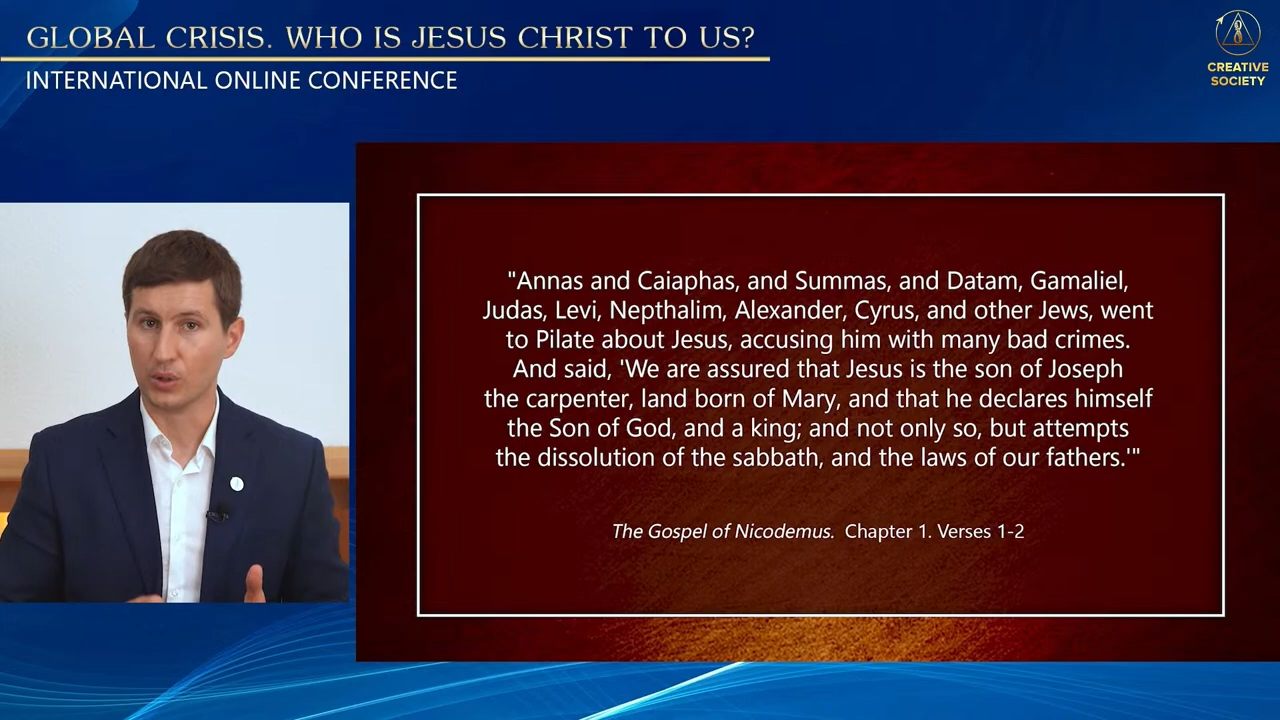 GLOBAL CRISIS. WHO IS JESUS CHRIST TO US?
INTERNATIONAL ONLINE CONFERENCE
CREATIVE
SOCIETY
"Annas and Caiaphas, and Summas, and Datam, Gamaliel,
Judas, Levi, Nepthalim, Alexander, Cyrus, and other Jews, went
to Pilate about Jesus, accusing him with many bad crimes.
And said, 'We are assured that Jesus is the son of Joseph
the carpenter, land born of Mary, and that he declares himself
the Son of God, and a king; and not only so, but attempts
the dissolution of the sabbath, and the laws of our fathers.'"
The Gospel of Nicodemus. Chapter 1. Verses 1-2